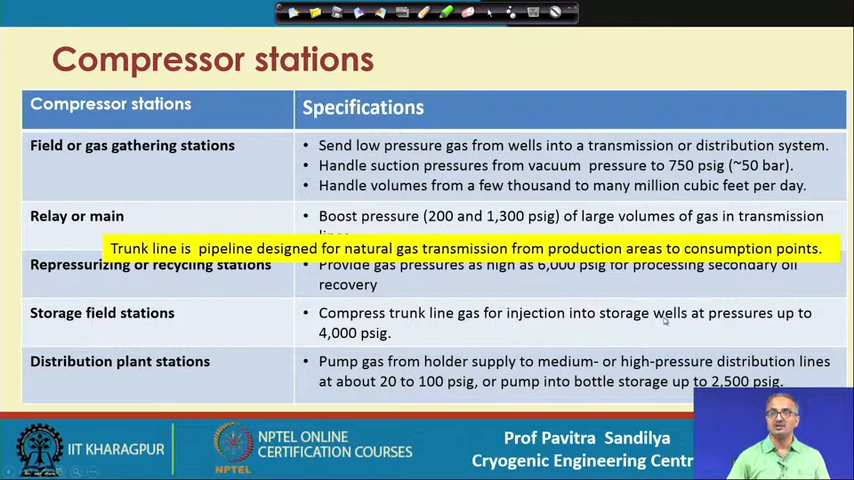 Compressor stations
Compressor stations
Specifications
Field or gas gathering stations
• Send low pressure gas from wells into a transmission or distribution system.
• Handle suction pressures from vacuum pressure to 750 psig (~50 bar).
• Handle volumes from a few thousand to many million cubic feet per day.
Relay or main
• Boost pressure (200 and 1,300 psig) of large volumes of gas in transmission
Trunk line is pipeline designed for natural gas transmission from production areas to consumption points.
Repressurizing or recycling stations
Provide gas pressures as high as 6,000 psig for processing secondary oil
recovery
Storage field stations
• Compress trunk line gas for injection into storage wells at pressures up to
4,000 psig.
Distribution plant stations
• Pump gas from holder supply to medium- or high-pressure distribution lines
at about 20 to 100 psig, or pump into bottle storage up to 2,500 psig.
IIT KHARAGPUR
NPTEL
NPTEL ONLINE
CERTIFICATION COURSES
Prof Pavitra Sandilya
Cryogenic Engineering Centr